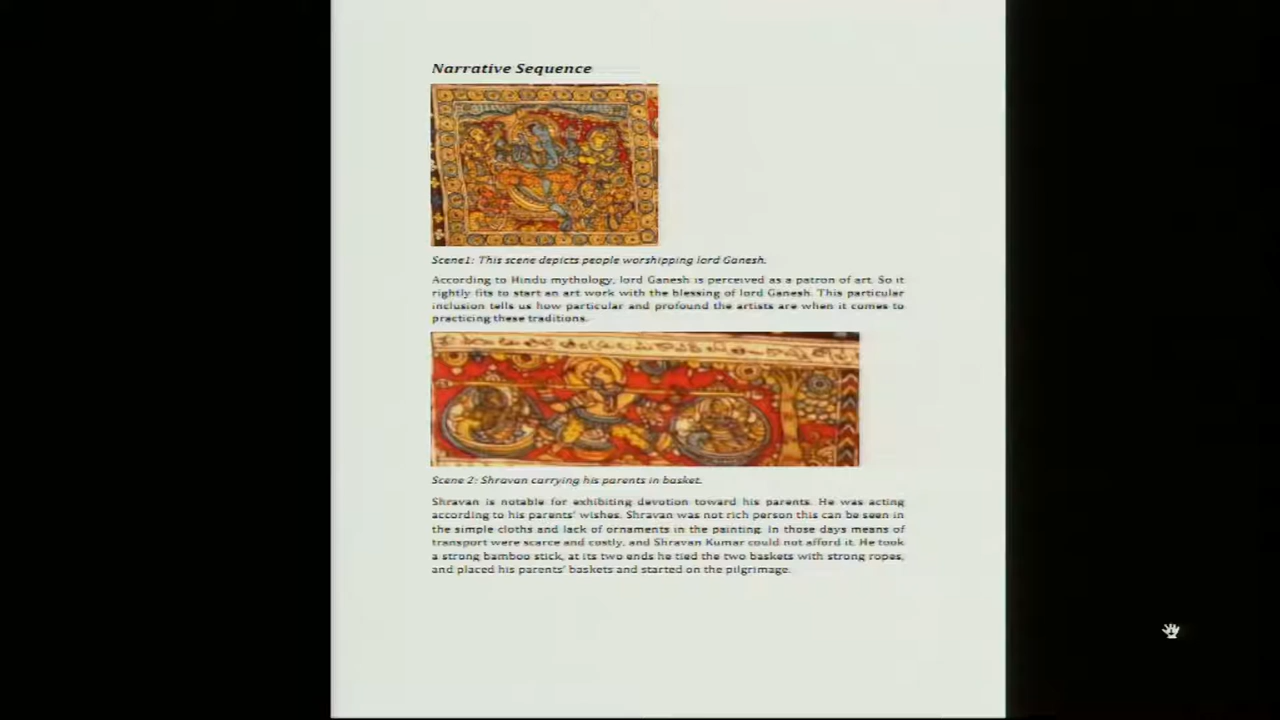 Narrative Sequence
Scene1: This scene depicts people worshipping lord Ganesh.
According to Hindu mythology, lord Ganesh is perceived as a patron of art. So it
rightly fits to start an art work with the blessing of lord Ganesh. This particular
inclusion tells us how particular and profound the artists are when it comes to
practicing these traditions.
Scene 2: Shravan carrying his parents in basket.
Shravan is notable for exhibiting devotion toward his parents. He was acting
according to his parents' wishes. Shravan was not rich person this can be seen in
the simple cloths and lack of ornaments in the painting. In those days means of
transport were scarce and costly, and Shravan Kumar could not afford it. He took
a strong bamboo stick, at its two ends he tied the two baskets with strong ropes,
and placed his parents' baskets and started on the pilgrimage.